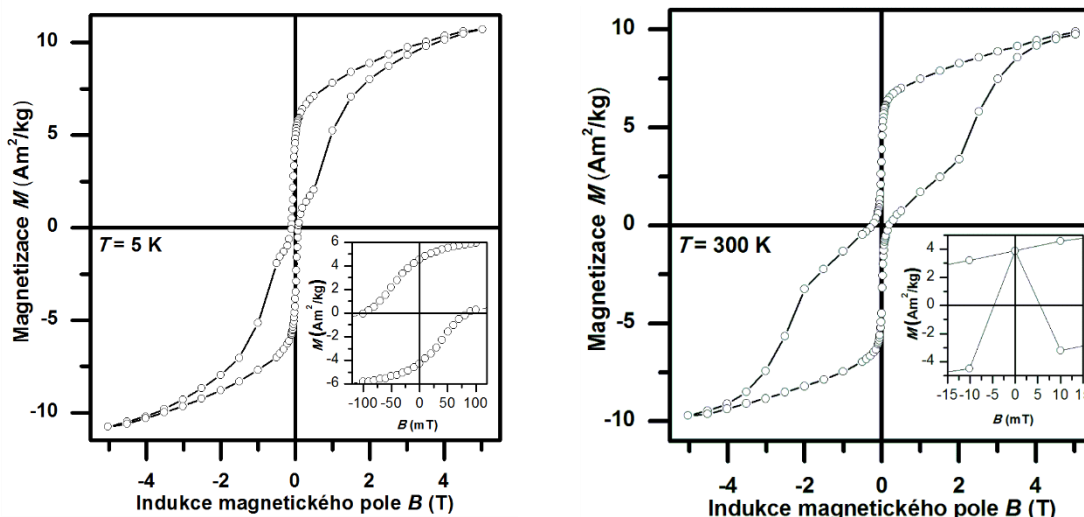 10
5
0
-5
-10
Magnetizace M (Am²/kg)
T = 5 K
6
4
2
0
-2
-4
-6
M (Am²/kg)
-100 -50 0 50 100
B (mT)
-4 -2 0 2 4
Indukce magnetického pole B (T)
10
5
0
-5
-10
Magnetizace M (Am²/kg)
T = 300 K
4
2
0
-2
-4
M (Am²/kg)
-15 -10 -5 0 5 10 15
B (mT)
-4 -2 0 2 4
Indukce magnetického pole B (T)